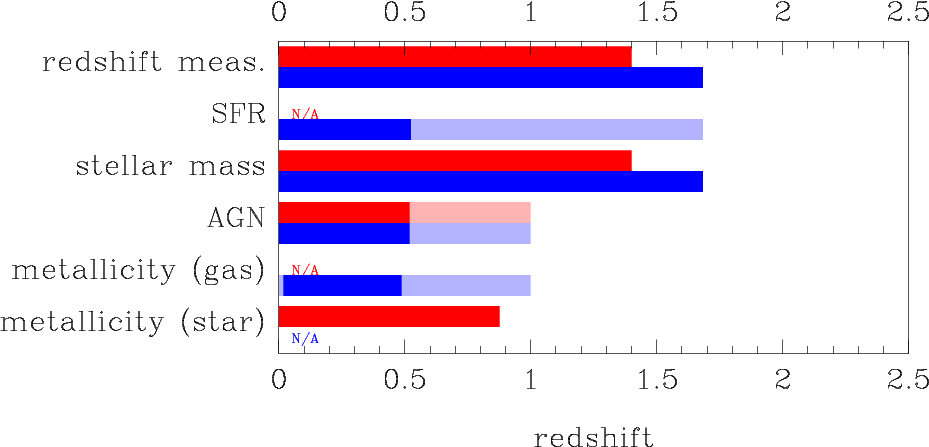 0 0.5 1 1.5 2 2.5
redshift meas.
SFR
N/A
stellar mass
AGN
metallicity (gas)
N/A
metallicity (star)
N/A
0 0.5 1 1.5 2 2.5
redshift